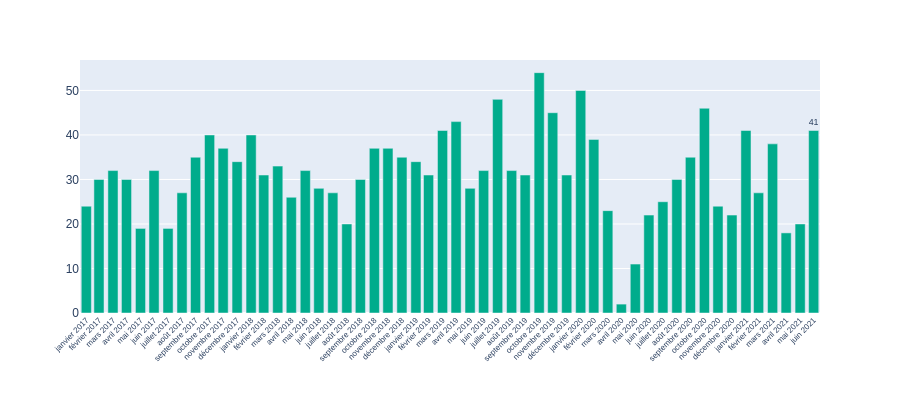 50
40
30
20
10
0
41
janvier 2017
février 2017
mars 2017
avril 2017
mai 2017
juin 2017
juillet 2017
août 2017
septembre 2017
octobre 2017
novembre 2017
décembre 2017
janvier 2018
février 2018
mars 2018
avril 2018
mai 2018
juin 2018
juillet 2018
août 2018
septembre 2018
octobre 2018
novembre 2018
décembre 2018
janvier 2019
février 2019
mars 2019
avril 2019
mai 2019
juin 2019
juillet 2019
août 2019
septembre 2019
octobre 2019
novembre 2019
décembre 2019
janvier 2020
février 2020
mars 2020
avril 2020
mai 2020
juin 2020
juillet 2020
août 2020
septembre 2020
octobre 2020
novembre 2020
décembre 2020
janvier 2021
février 2021
mars 2021
avril 2021
mai 2021
juin 2021